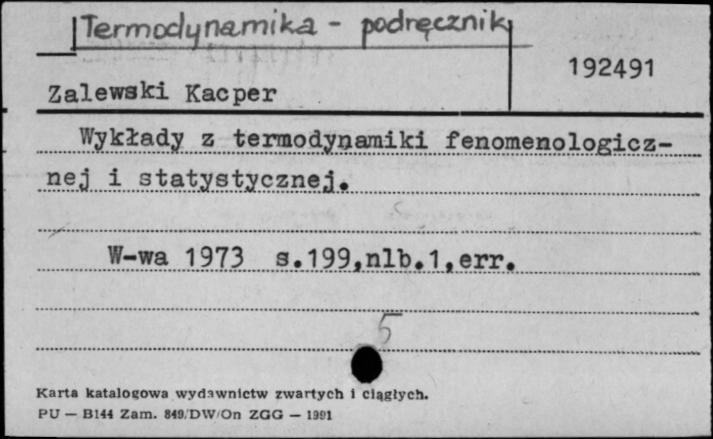 Termodynamika - podręcznik
192491
Zalewski Kacper
Wykłady z termodynamiki fenomenologicz-
nej i statystycznej.
W-wa 1973 s.199,nlb.1,err.
5
Karta katalogowa wydawnictw zwartych i ciągłych.
PU — B144 Zam. 849/DW/On ZGG — 1991